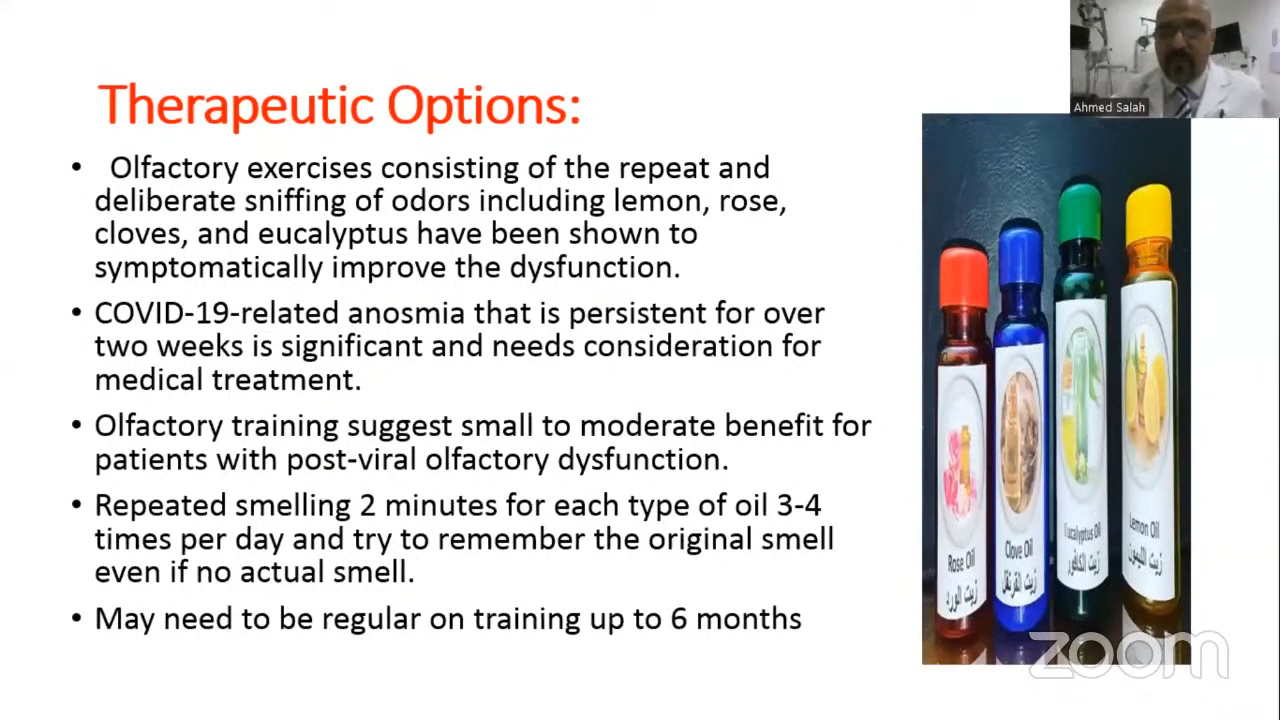 Ahmed Salah
Therapeutic Options:
• Olfactory exercises consisting of the repeat and
deliberate sniffing of odors including lemon, rose,
cloves, and eucalyptus have been shown to
symptomatically improve the dysfunction.
• COVID-19-related anosmia that is persistent for over
two weeks is significant and needs consideration for
medical treatment.
• Olfactory training suggest small to moderate benefit for
patients with post-viral olfactory dysfunction.
• Repeated smelling 2 minutes for each type of oil 3-4
times per day and try to remember the original smell
even if no actual smell.
• May need to be regular on training up to 6 months
Rose Oil
زيت الورد
Clove Oil
زيت القرنفل
Eucalyptus Oil
زيت الكافور
Lemon Oil
زيت الليمون
zoom